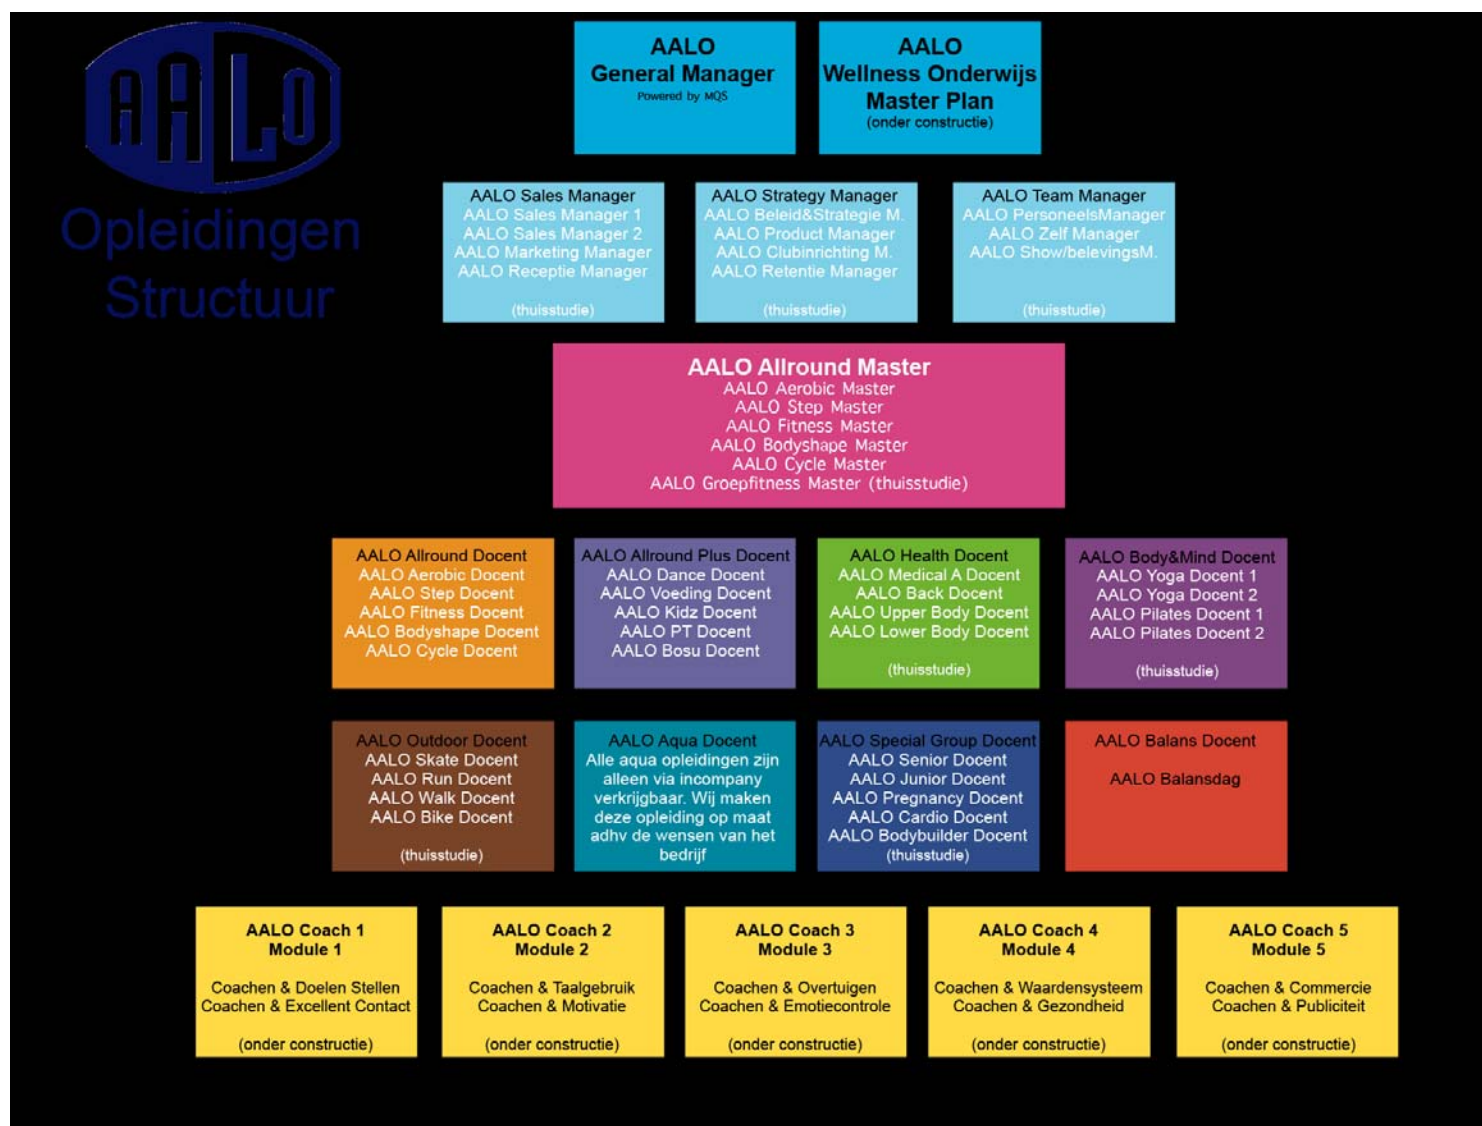 AALO
Opleidingen
Structuur
AALO
General Manager
Powered by MQS
AALO
Wellness Onderwijs
Master Plan
(onder constructie)
AALO Sales Manager
AALO Sales Manager 1
AALO Sales Manager 2
AALO Marketing Manager
AALO Receptie Manager
(thuisstudie)
AALO Strategy Manager
AALO Beleid&Strategie M.
AALO Product Manager
AALO Clubinrichting M.
AALO Retentie Manager
(thuisstudie)
AALO Team Manager
AALO PersoneelsManager
AALO Zelf Manager
AALO Show/belevingsM.
(thuisstudie)
AALO Allround Master
AALO Aerobic Master
AALO Step Master
AALO Fitness Master
AALO Bodyshape Master
AALO Cycle Master
AALO Groepfitness Master (thuisstudie)
AALO Allround Docent
AALO Aerobic Docent
AALO Step Docent
AALO Fitness Docent
AALO Bodyshape Docent
AALO Cycle Docent
AALO Allround Plus Docent
AALO Dance Docent
AALO Voeding Docent
AALO Kidz Docent
AALO PT Docent
AALO Bosu Docent
AALO Health Docent
AALO Medical A Docent
AALO Back Docent
AALO Upper Body Docent
AALO Lower Body Docent
(thuisstudie)
AALO Body&Mind Docent
AALO Yoga Docent 1
AALO Yoga Docent 2
AALO Pilates Docent 1
AALO Pilates Docent 2
(thuisstudie)
AALO Outdoor Docent
AALO Skate Docent
AALO Run Docent
AALO Walk Docent
AALO Bike Docent
(thuisstudie)
AALO Aqua Docent
Alle aqua opleidingen zijn
alleen via incompany
verkrijgbaar. Wij maken
deze opleiding op maat
adhv de wensen van het
bedrijf
AALO Special Group Docent
AALO Senior Docent
AALO Junior Docent
AALO Pregnancy Docent
AALO Cardio Docent
AALO Bodybuilder Docent
(thuisstudie)
AALO Balans Docent
AALO Balansdag
AALO Coach 1
Module 1
Coachen & Doelen Stellen
Coachen & Excellent Contact
(onder constructie)
AALO Coach 2
Module 2
Coachen & Taalgebruik
Coachen & Motivatie
(onder constructie)
AALO Coach 3
Module 3
Coachen & Overtuigen
Coachen & Emotiecontrole
(onder constructie)
AALO Coach 4
Module 4
Coachen & Waardensysteem
Coachen & Gezondheid
(onder constructie)
AALO Coach 5
Module 5
Coachen & Commercie
Coachen & Publiciteit
(onder constructie)